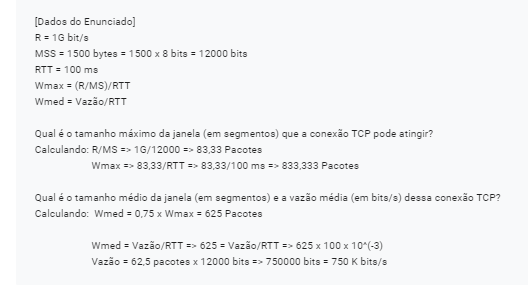 [Dados do Enunciado]
R = 1G bit/s
MSS = 1500 bytes = 1500 x 8 bits = 12000 bits
RTT = 100 ms
Wmax = (R/MS)/RTT
Wmed = Vazão/RTT
Qual é o tamanho máximo da janela (em segmentos) que a conexão TCP pode atingir?
Calculando: R/MS => 1G/12000 => 83,33 Pacotes
Wmax => 83,33/RTT => 83,33/100 ms => 833,333 Pacotes
Qual é o tamanho médio da janela (em segmentos) e a vazão média (em bits/s) dessa conexão TCP?
Calculando: Wmed = 0,75 x Wmax = 625 Pacotes
Wmed = Vazão/RTT => 625 = Vazão/RTT => 625 x 100 x 10^(-3)
Vazão = 62,5 pacotes x 12000 bits => 750000 bits = 750 K bits/s